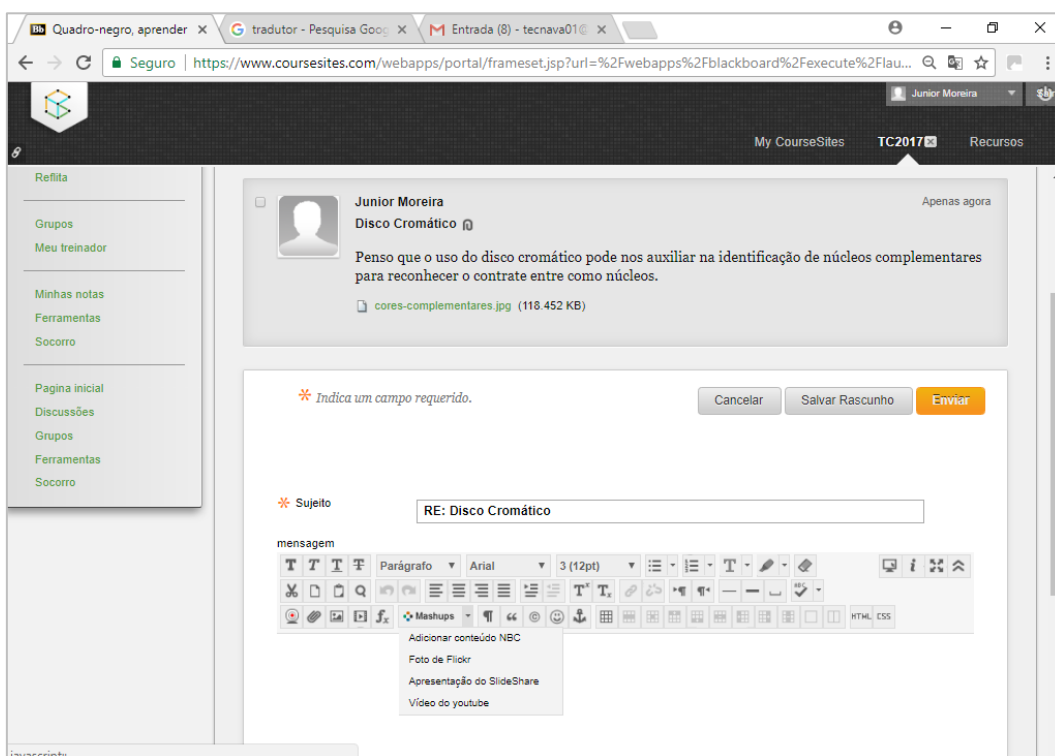 Bb Quadro-negro, aprender
G tradutor - Pesquisa Goog
M Entrada (8) - tecnava01@
Seguro | https://www.coursesites.com/webapps/portal/frameset.jsp?url=%2Fwebapps%2Fblackboard%2Fexecute%2Flau...
Junior Moreira
My CourseSites TC2017 Recursos
Reflita
Grupos
Meu treinador
Minhas notas
Ferramentas
Socorro
Pagina inicial
Discussões
Grupos
Ferramentas
Socorro
Junior Moreira Apenas agora
Disco Cromático
Penso que o uso do disco cromático pode nos auxiliar na identificação de núcleos complementares
para reconhecer o contrate entre como núcleos.
cores-complementares.jpg (118.452 KB)
Indica um campo requerido. Cancelar Salvar Rascunho Enviar
Sujeito RE: Disco Cromático
mensagem
T T T T Parágrafo Arial 3 (12pt) T i
Tx Tx ABC
fx Mashups HTML CSS
Adicionar conteúdo NBC
Foto de Flickr
Apresentação do SlideShare
Vídeo do youtube